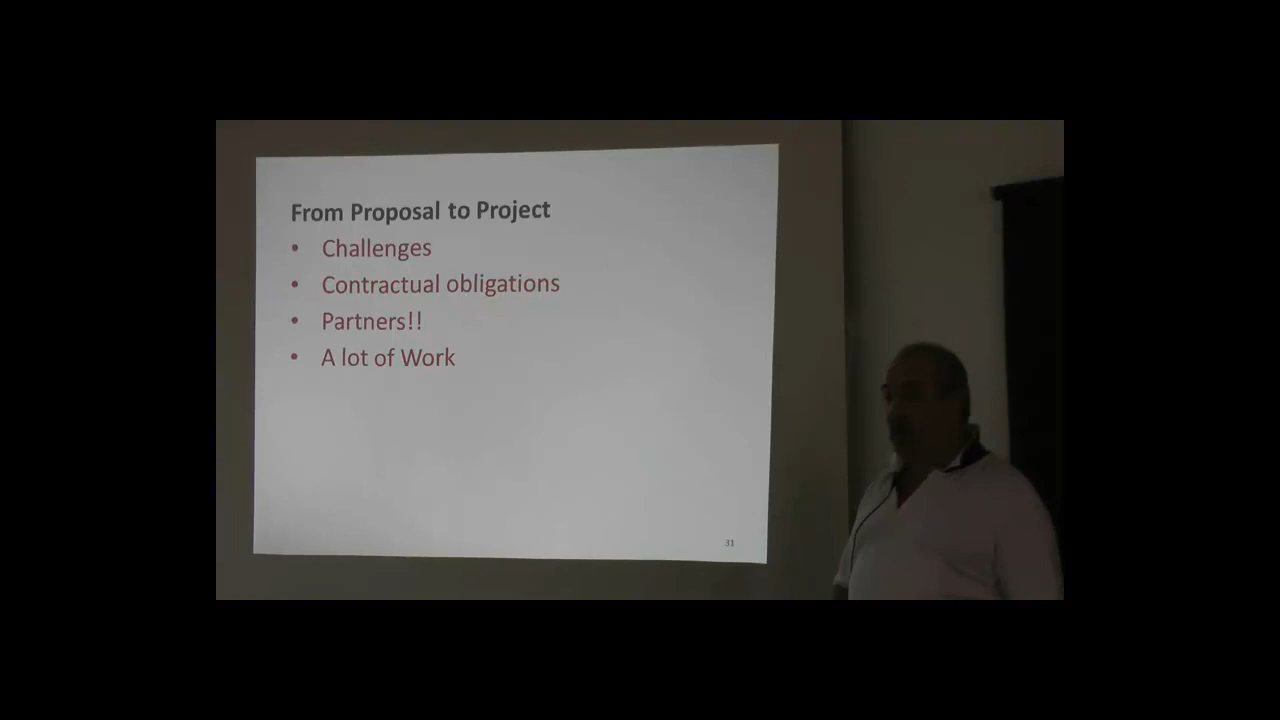 From Proposal to Project
• Challenges
• Contractual obligations
• Partners!!
• A lot of Work
31